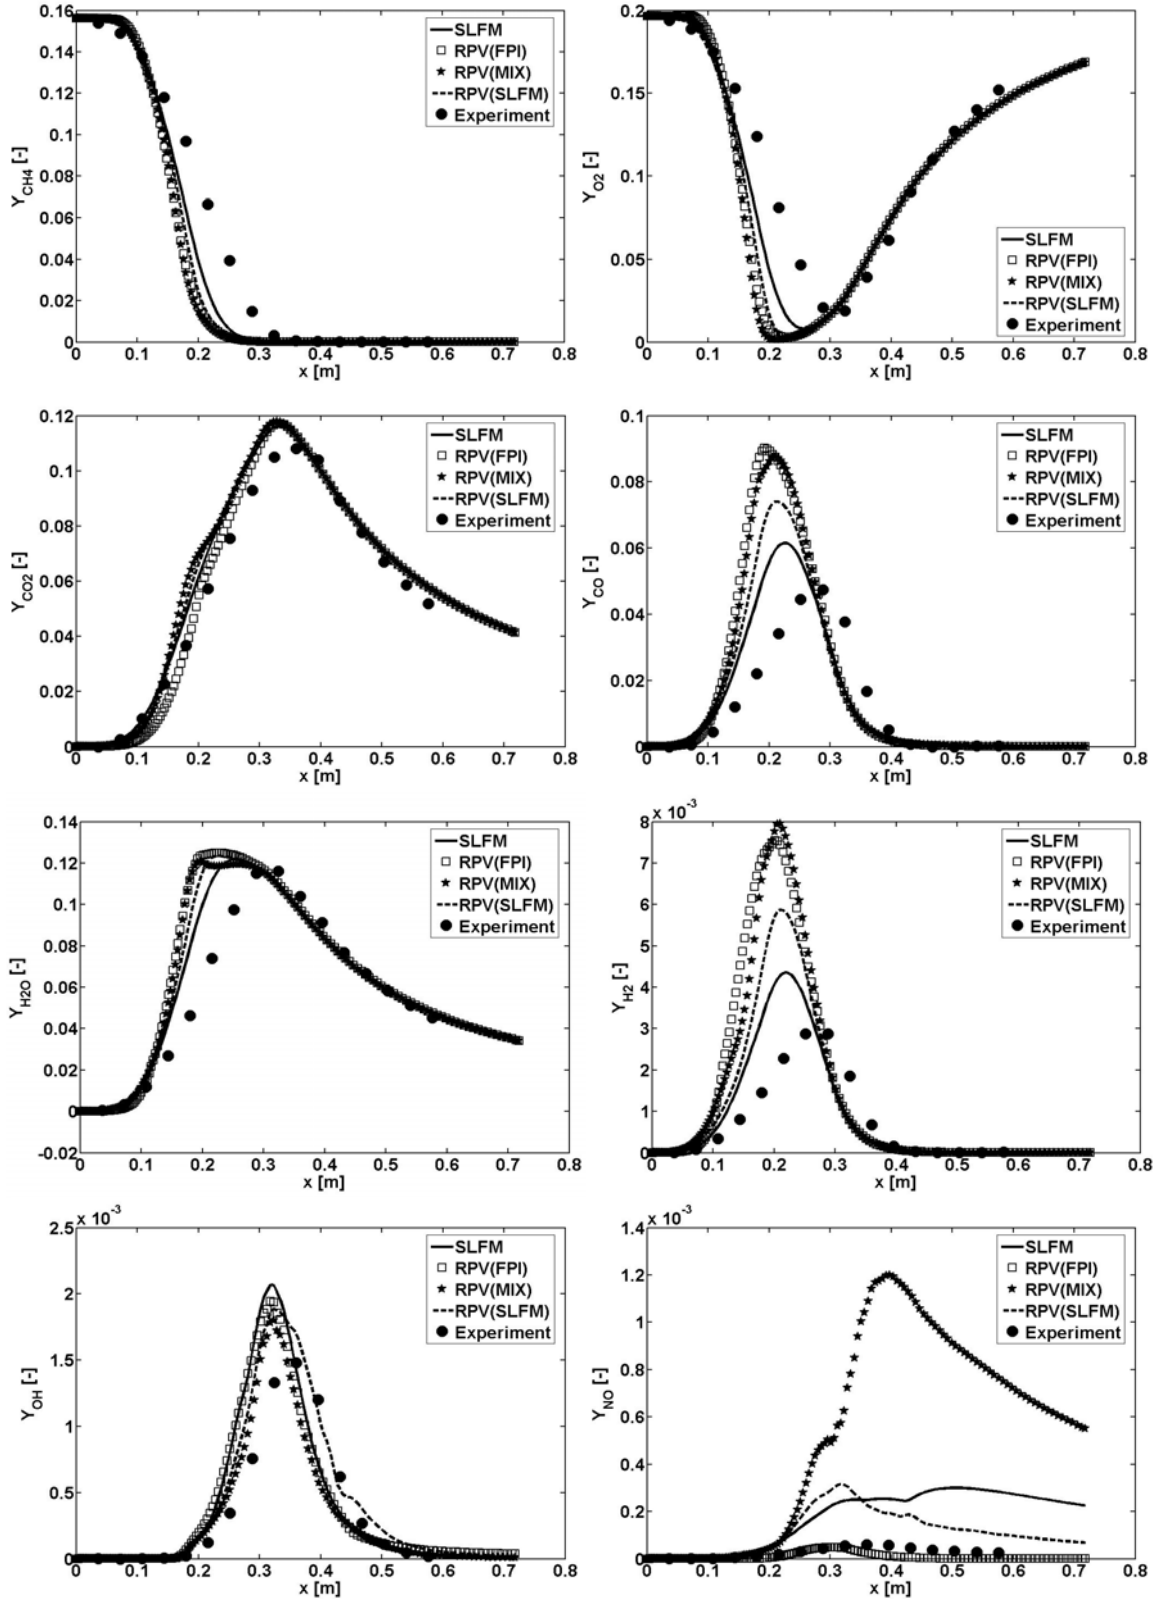 0.16
0.14
0.12
0.1
0.08
0.06
0.04
0.02
0
Y_CH4 [-]
SLFM
RPV(FPI)
RPV(MIX)
RPV(SLFM)
Experiment
0 0.1 0.2 0.3 0.4 0.5 0.6 0.7 0.8
x [m]
0.2
0.15
0.1
0.05
0
Y_O2 [-]
SLFM
RPV(FPI)
RPV(MIX)
RPV(SLFM)
Experiment
0 0.1 0.2 0.3 0.4 0.5 0.6 0.7 0.8
x [m]
0.12
0.1
0.08
0.06
0.04
0.02
0
Y_CO2 [-]
SLFM
RPV(FPI)
RPV(MIX)
RPV(SLFM)
Experiment
0 0.1 0.2 0.3 0.4 0.5 0.6 0.7 0.8
x [m]
0.1
0.08
0.06
0.04
0.02
0
Y_CO [-]
SLFM
RPV(FPI)
RPV(MIX)
RPV(SLFM)
Experiment
0 0.1 0.2 0.3 0.4 0.5 0.6 0.7 0.8
x [m]
0.14
0.12
0.1
0.08
0.06
0.04
0.02
0
-0.02
Y_H2O [-]
SLFM
RPV(FPI)
RPV(MIX)
RPV(SLFM)
Experiment
0 0.1 0.2 0.3 0.4 0.5 0.6 0.7 0.8
x [m]
x 10^-3
8
7
6
5
4
3
2
1
0
Y_H2 [-]
SLFM
RPV(FPI)
RPV(MIX)
RPV(SLFM)
Experiment
0 0.1 0.2 0.3 0.4 0.5 0.6 0.7 0.8
x [m]
x 10^-3
2.5
2
1.5
1
0.5
0
Y_OH [-]
SLFM
RPV(FPI)
RPV(MIX)
RPV(SLFM)
Experiment
0 0.1 0.2 0.3 0.4 0.5 0.6 0.7 0.8
x [m]
x 10^-3
1.4
1.2
1
0.8
0.6
0.4
0.2
0
Y_NO [-]
SLFM
RPV(FPI)
RPV(MIX)
RPV(SLFM)
Experiment
0 0.1 0.2 0.3 0.4 0.5 0.6 0.7 0.8
x [m]